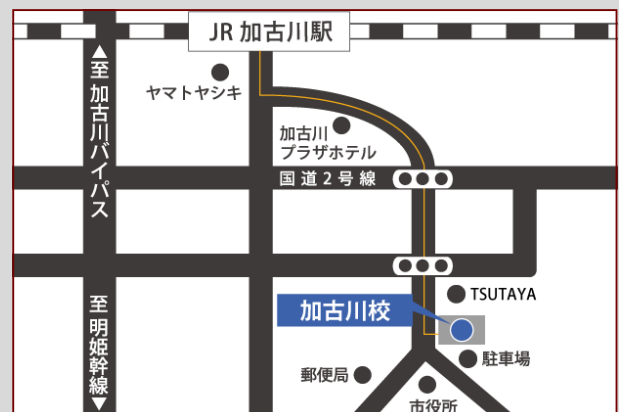 JR 加古川駅
▲至 加古川バイパス
ヤマトヤシキ
加古川
プラザホテル
国道2号線
TSUTAYA
加古川校
至 明姫幹線▼
駐車場
郵便局
市役所